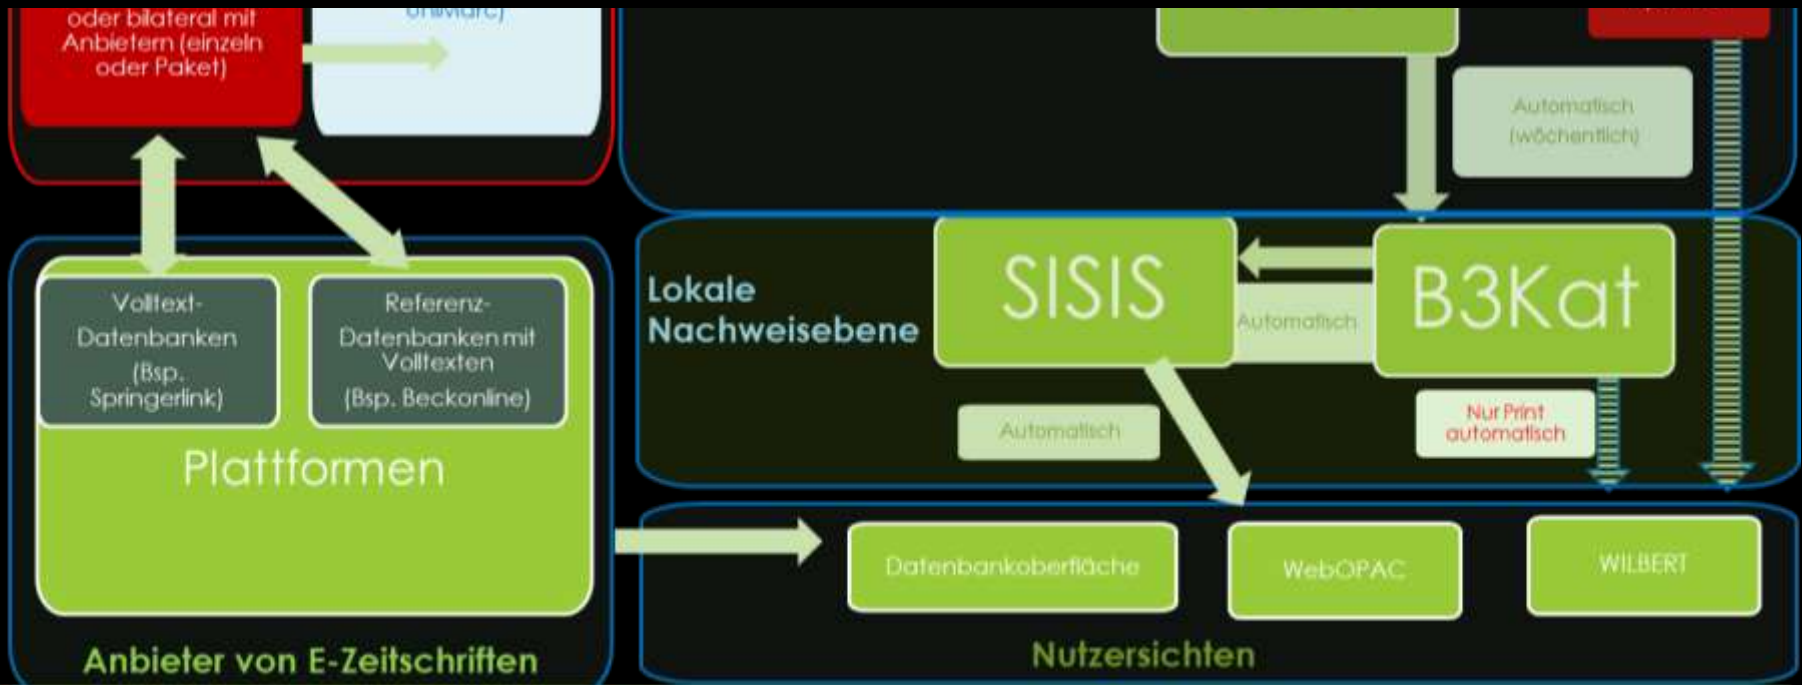 oder bilateral mit
Anbietern (einzeln
oder Paket)
UniMarc)
Automatisch
(wöchentlich)
Volltext-
Datenbanken
(Bsp.
Springerlink)
Referenz-
Datenbanken mit
Volltexten
(Bsp. Beckonline)
Plattformen
Anbieter von E-Zeitschriften
Lokale
Nachweisebene
SISIS
Automatisch
B3Kat
Automatisch
Nur Print
automatisch
Datenbankoberfläche
WebOPAC
WILBERT
Nutzersichten